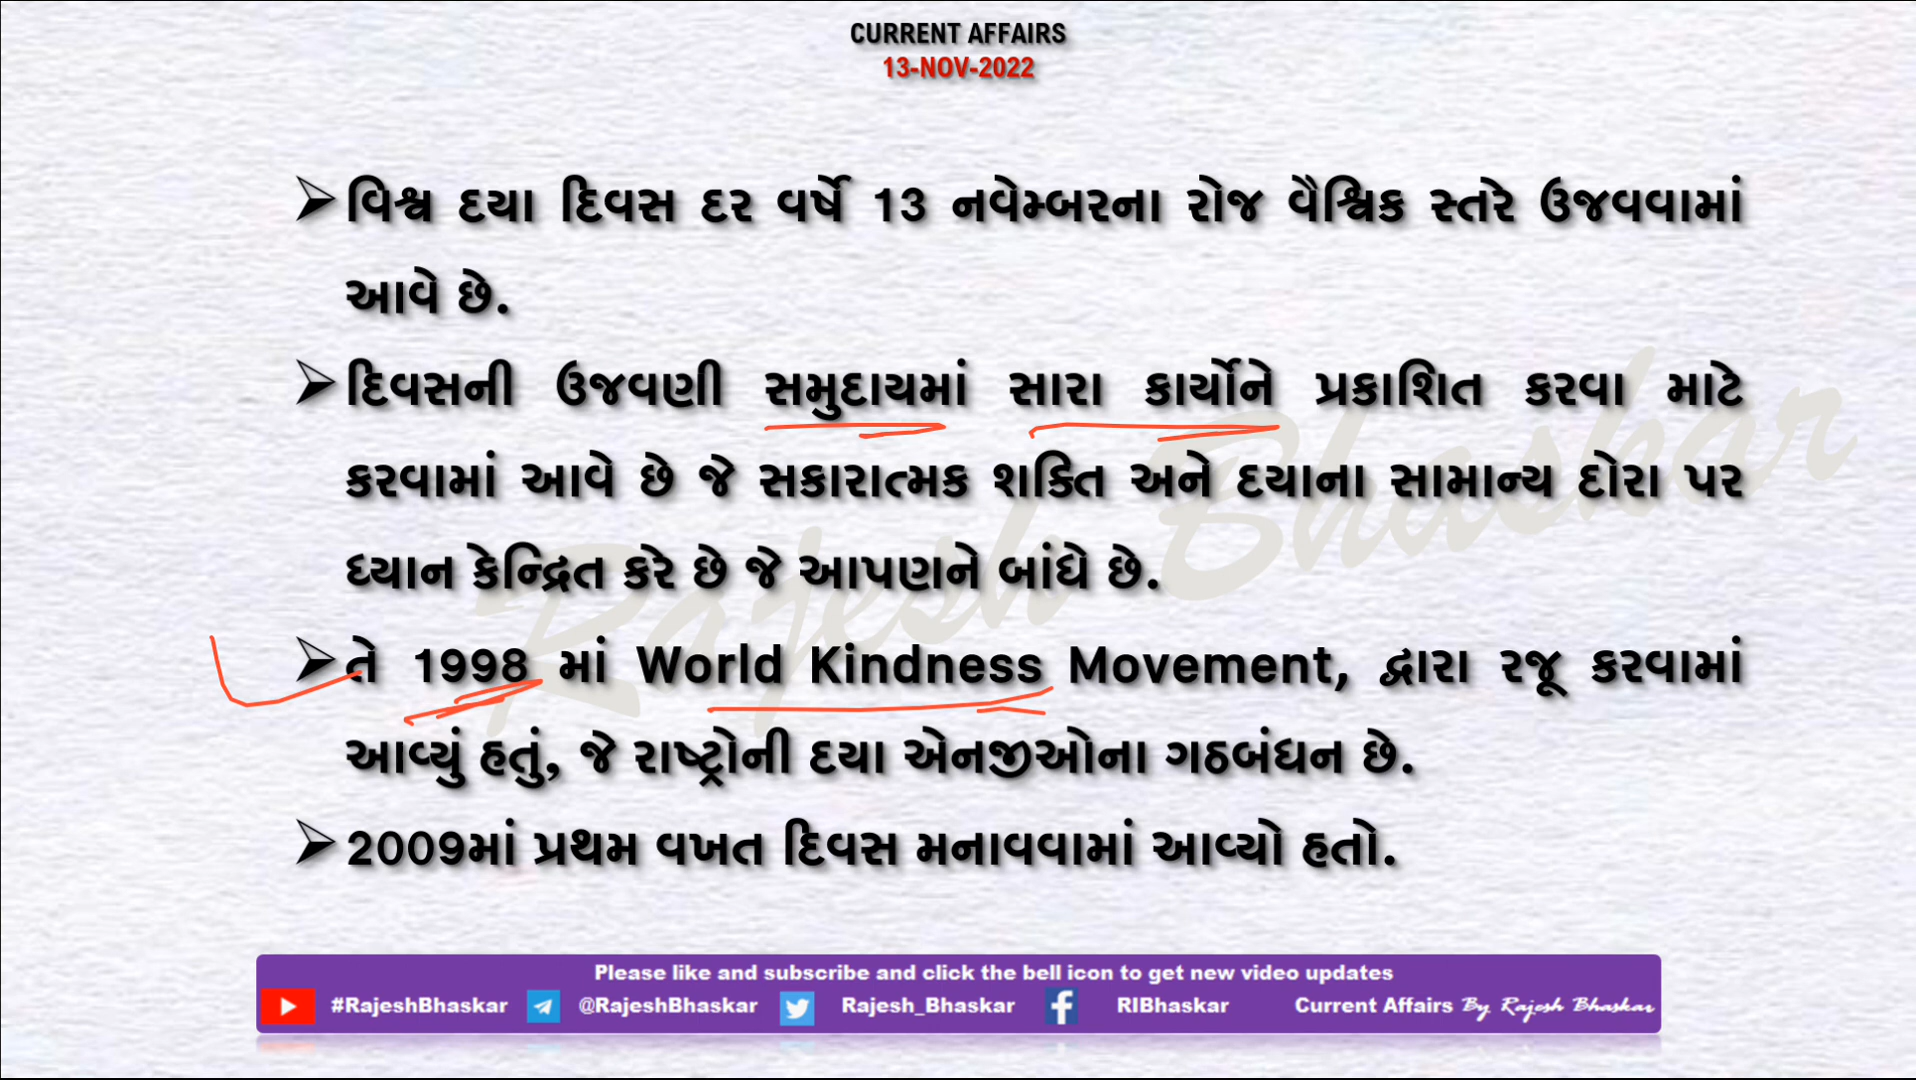 CURRENT AFFAIRS
13-NOV-2022
વિશ્વ દયા દિવસ દર વર્ષે 13 નવેમ્બરના રોજ વૈશ્વિક સ્તરે ઉજવવામાં
આવે છે.
દિવસની ઉજવણી સમુદાયમાં સારા કાર્યોને પ્રકાશિત કરવા માટે
કરવામાં આવે છે જે સકારાત્મક શક્તિ અને દયાના સામાન્ય દોરા પર
ધ્યાન કેન્દ્રિત કરે છે જે આપણને બાંધે છે.
તે 1998 માં World Kindness Movement, દ્વારા રજૂ કરવામાં
આવ્યું હતું, જે રાષ્ટ્રોની દયા એનજીઓના ગઠબંધન છે.
2009માં પ્રથમ વખત દિવસ મનાવવામાં આવ્યો હતો.
Rajesh Bhaskar
Please like and subscribe and click the bell icon to get new video updates
#RajeshBhaskar @RajeshBhaskar Rajesh_Bhaskar RIBhaskar Current Affairs By Rajesh Bhaskar